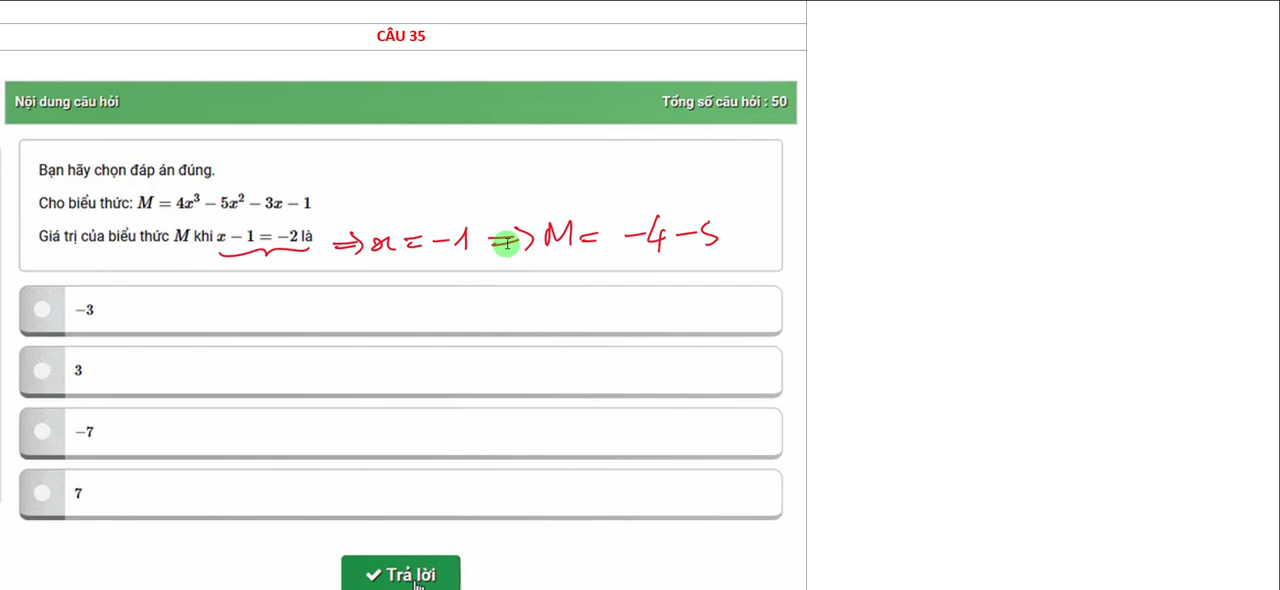 CÂU 35
Nội dung câu hỏi Tổng số câu hỏi : 50
Bạn hãy chọn đáp án đúng.
Cho biểu thức: M = 4x³ − 5x² − 3x − 1
Giá trị của biểu thức M khi x − 1 = −2 là ⇒ x = −1 ⇒ M = −4 −5
−3
3
−7
7
✔ Trả lời